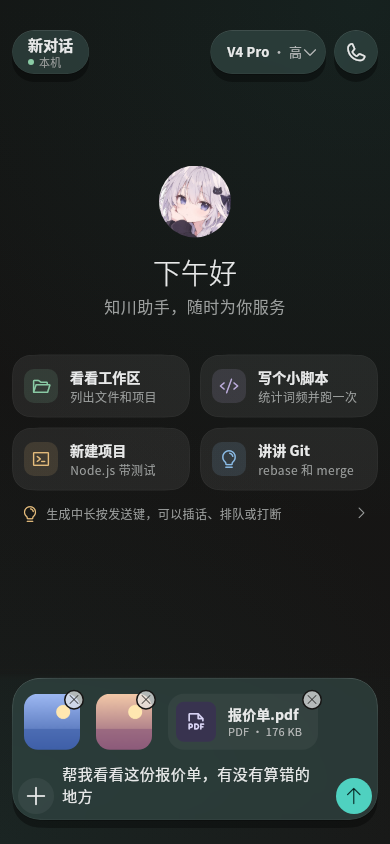 新对话
本机
V4 Pro · 高
下午好
知川助手，随时为你服务
看看工作区
列出文件和项目
写个小脚本
统计词频并跑一次
新建项目
Node.js 带测试
讲讲 Git
rebase 和 merge
生成中长按发送键，可以插话、排队或打断
PDF
报价单.pdf
PDF · 176 KB
帮我看看这份报价单，有没有算错的
地方